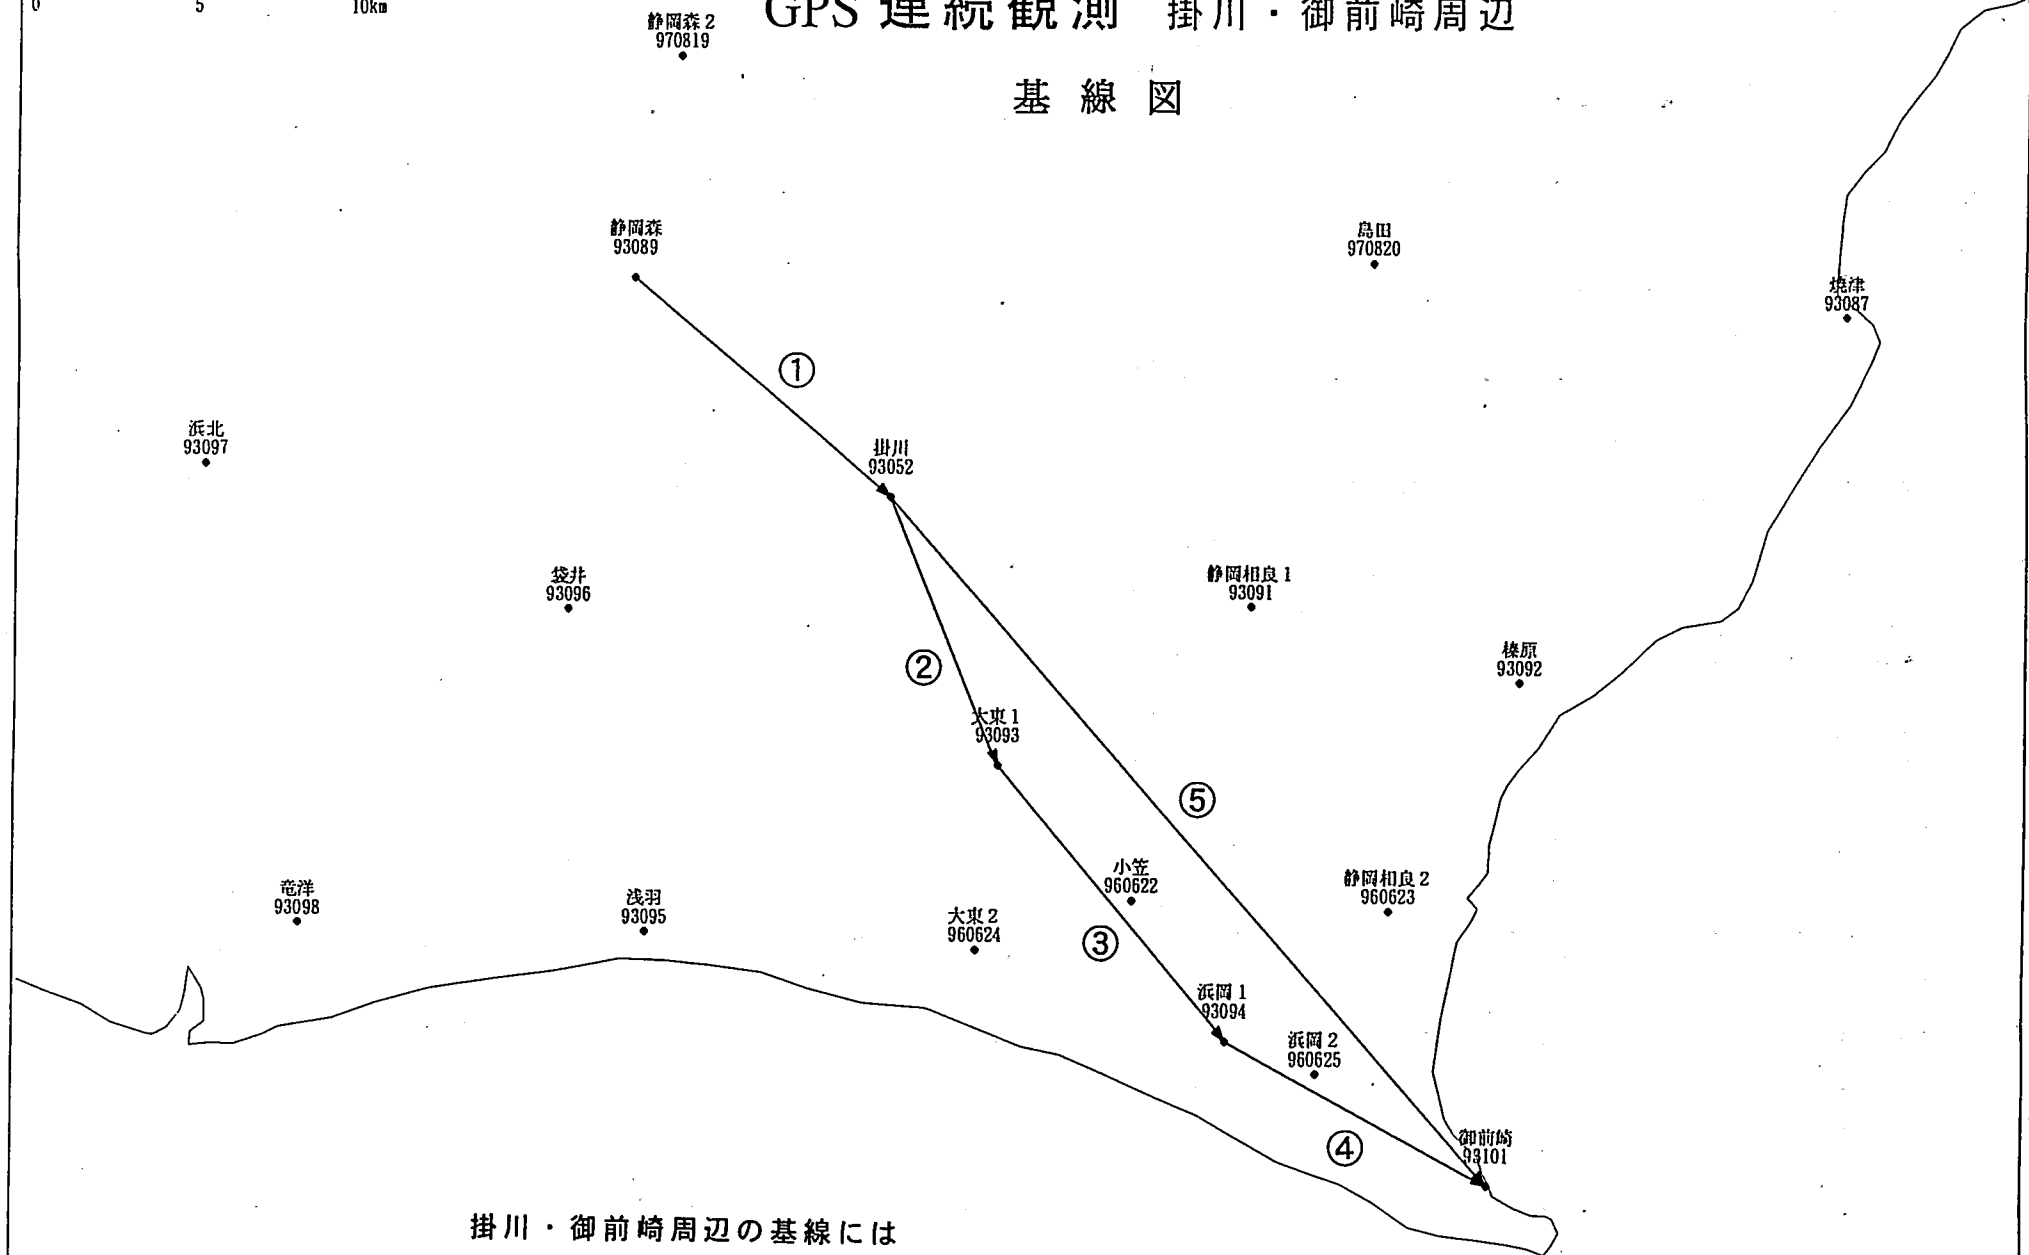 0 5 10km
GPS 連続観測 掛川・御前崎周辺
基線図
静岡森2
970819
静岡森
93089
島田
970820
焼津
93087
①
浜北
93097
掛川
93052
袋井
93096
静岡相良1
93091
榛原
93092
②
大東1
93093
⑤
小笠
960622
静岡相良2
960623
竜洋
93098
浅羽
93095
大東2
960624
③
浜岡1
93094
浜岡2
960625
④
御前崎
93101
掛川・御前崎周辺の基線には